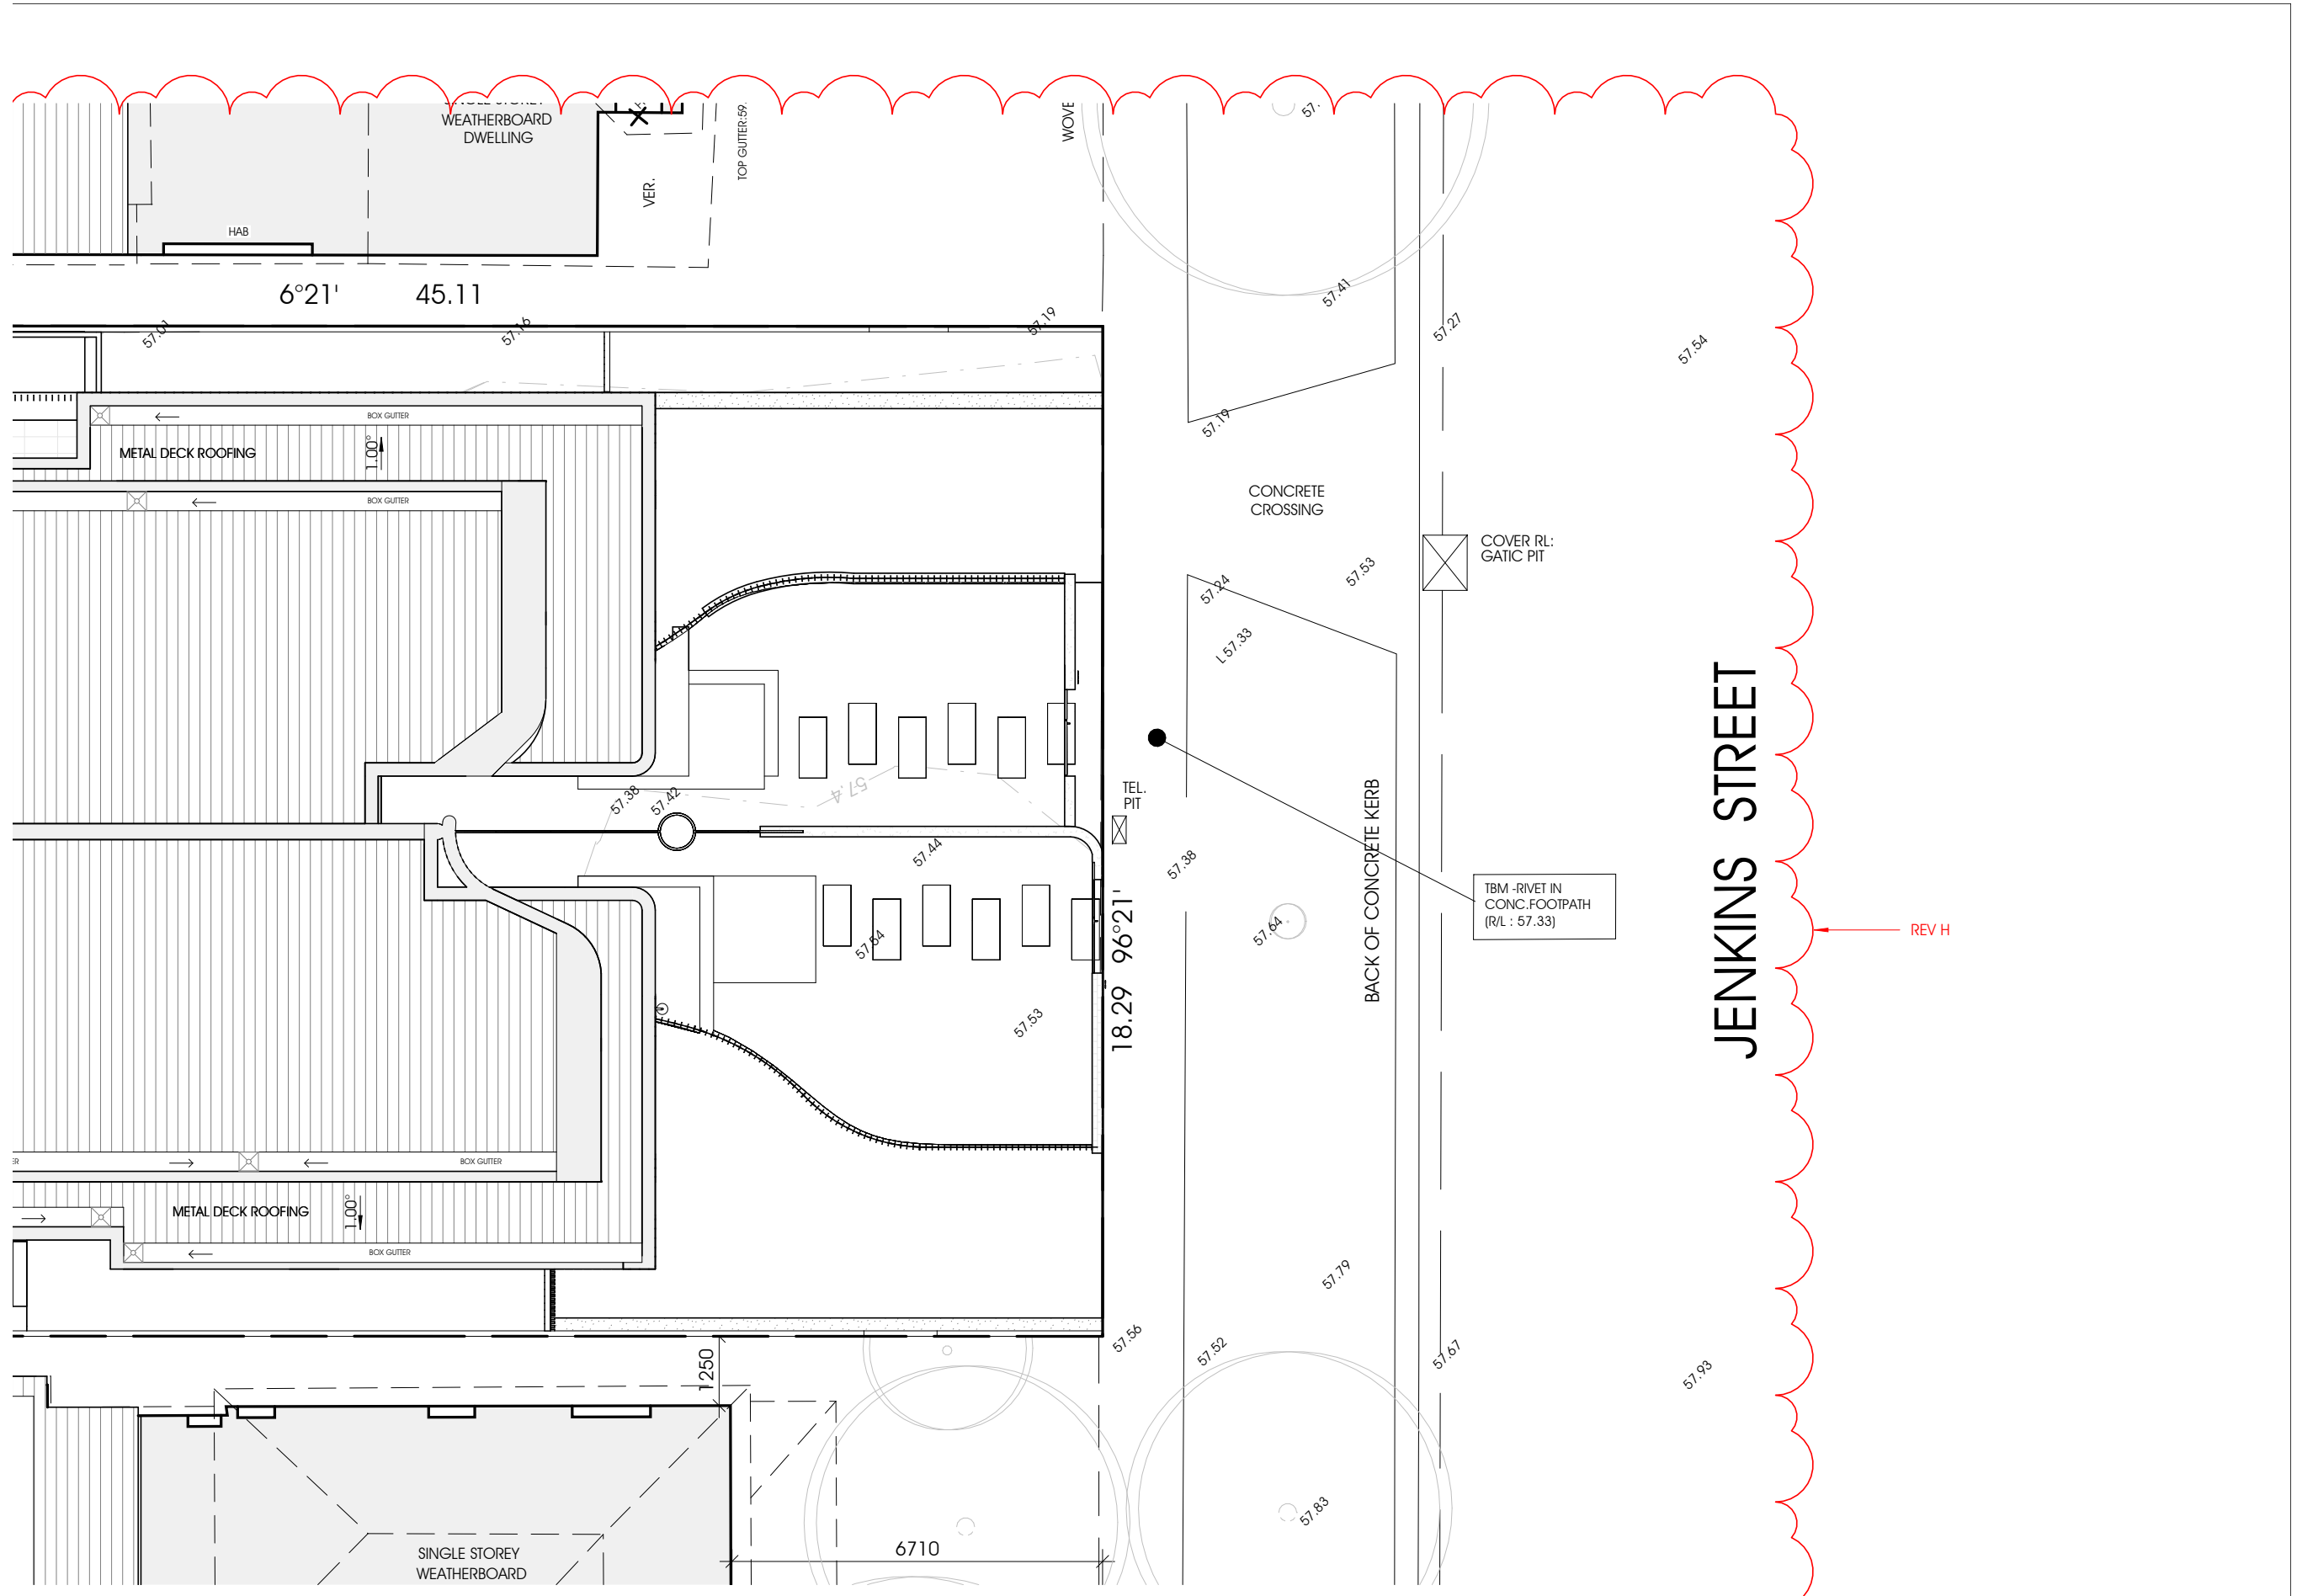 WEATHERBOARD
DWELLING
VER.
TOP GUTTER:59.
WOVE
57.
HAB
6°21'
45.11
57.41
57.01
57.16
57.19
57.27
57.54
BOX GUTTER
57.19
METAL DECK ROOFING
1.00°
BOX GUTTER
CONCRETE
CROSSING
COVER RL:
GATIC PIT
57.53
57.24
L 57.33
JENKINS STREET
57.4
TEL.
PIT
57.38
57.42
57.44
57.38
BACK OF CONCRETE KERB
TBM -RIVET IN
CONC.FOOTPATH
(R/L : 57.33)
18.29 96°21'
57.64
57.54
REV H
57.53
ER
BOX GUTTER
METAL DECK ROOFING
1.00°
BOX GUTTER
57.79
57.56
57.52
57.67
57.93
1250
57.83
6710
SINGLE STOREY
WEATHERBOARD